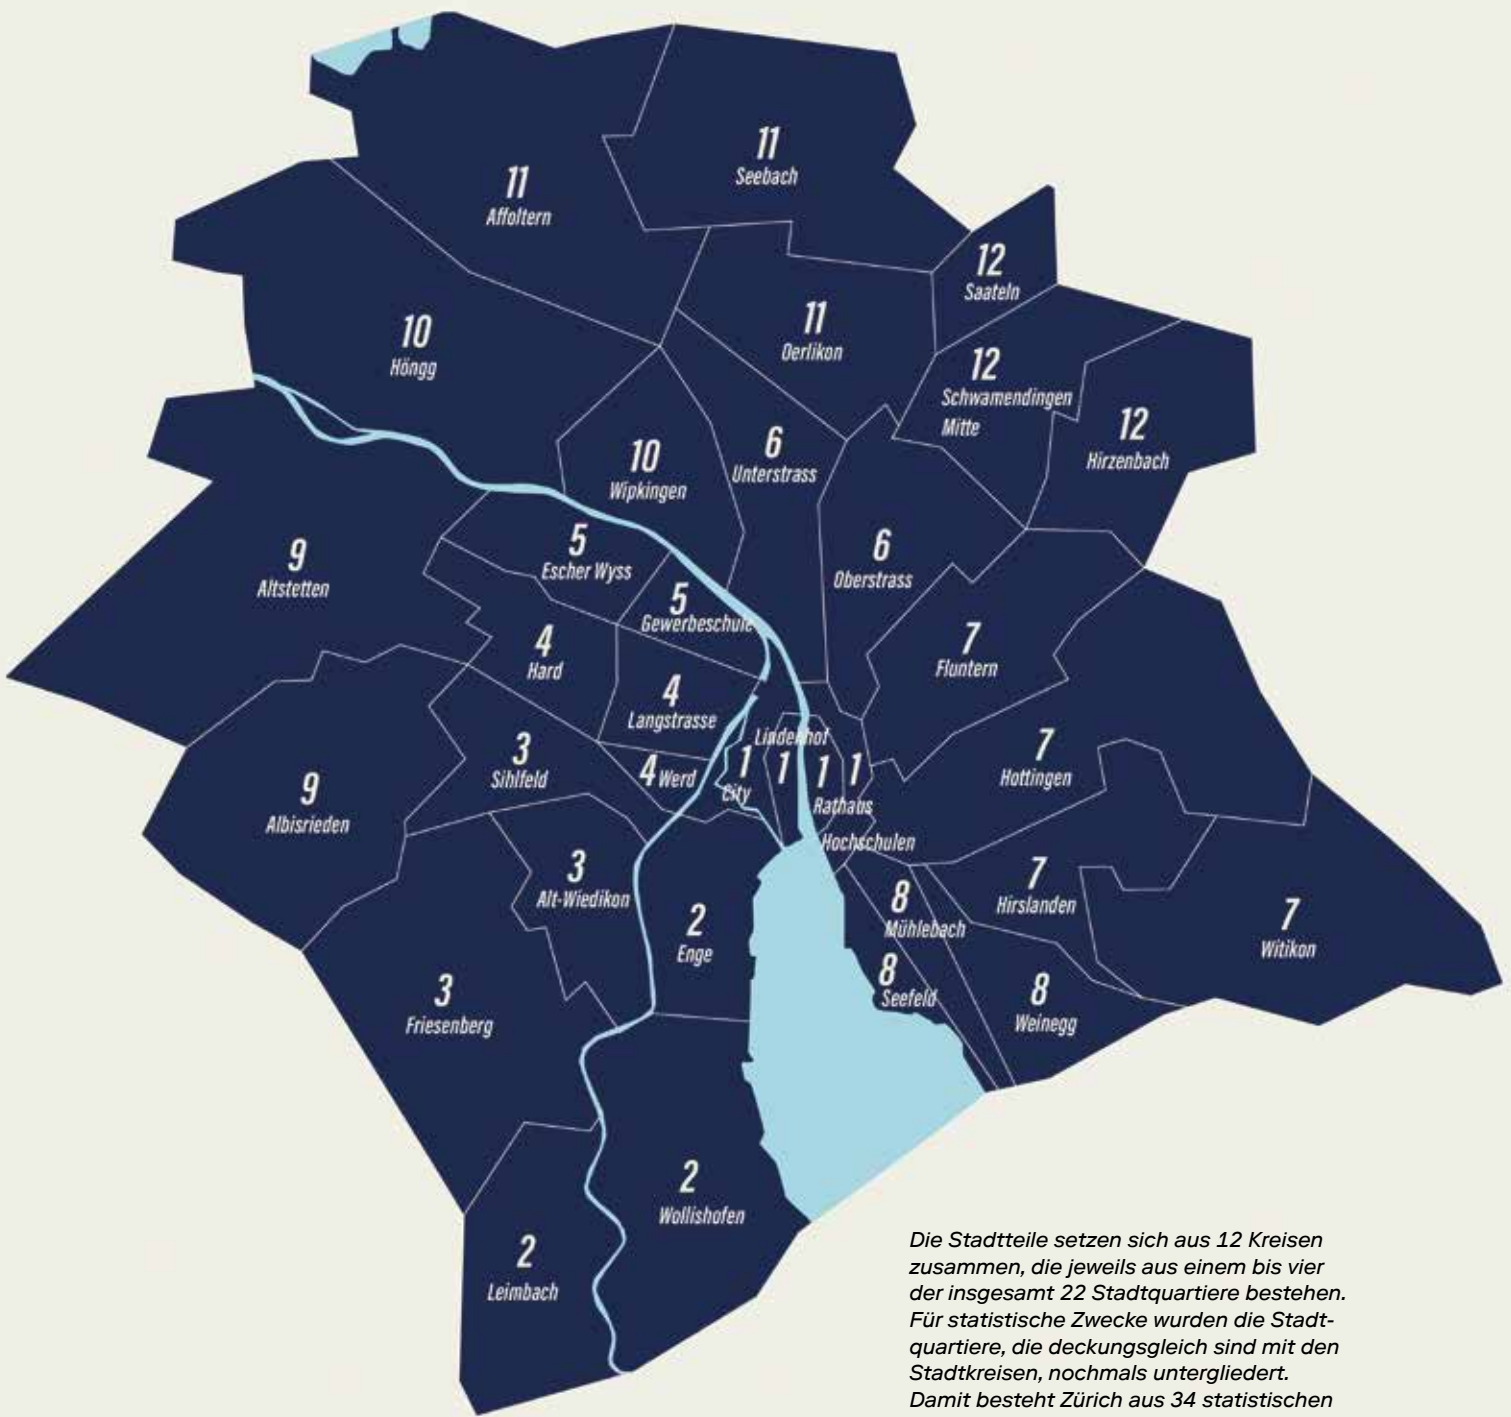 11
Seebach
11
Affoltern
12
Saateln
11
Oerlikon
10
Höngg
12
Schwamendingen
Mitte
12
Hirzenbach
6
Unterstrass
10
Wipkingen
5
Escher Wyss
6
Oberstrass
9
Altstetten
5
Gewerbeschule
4
Hard
7
Fluntern
4
Langstrasse
Lindenhof
3
Sihlfeld
4 Werd
1
City
1
1
Rathaus
1
Hochschulen
7
Hottingen
9
Albisrieden
3
Alt-Wiedikon
2
Enge
8
Mühlebach
7
Hirslanden
7
Witikon
3
Friesenberg
8
Seefeld
8
Weinegg
2
Wollishofen
2
Leimbach
Die Stadtteile setzen sich aus 12 Kreisen
zusammen, die jeweils aus einem bis vier
der insgesamt 22 Stadtquartiere bestehen.
Für statistische Zwecke wurden die Stadt-
quartiere, die deckungsgleich sind mit den
Stadtkreisen, nochmals untergliedert.
Damit besteht Zürich aus 34 statistischen